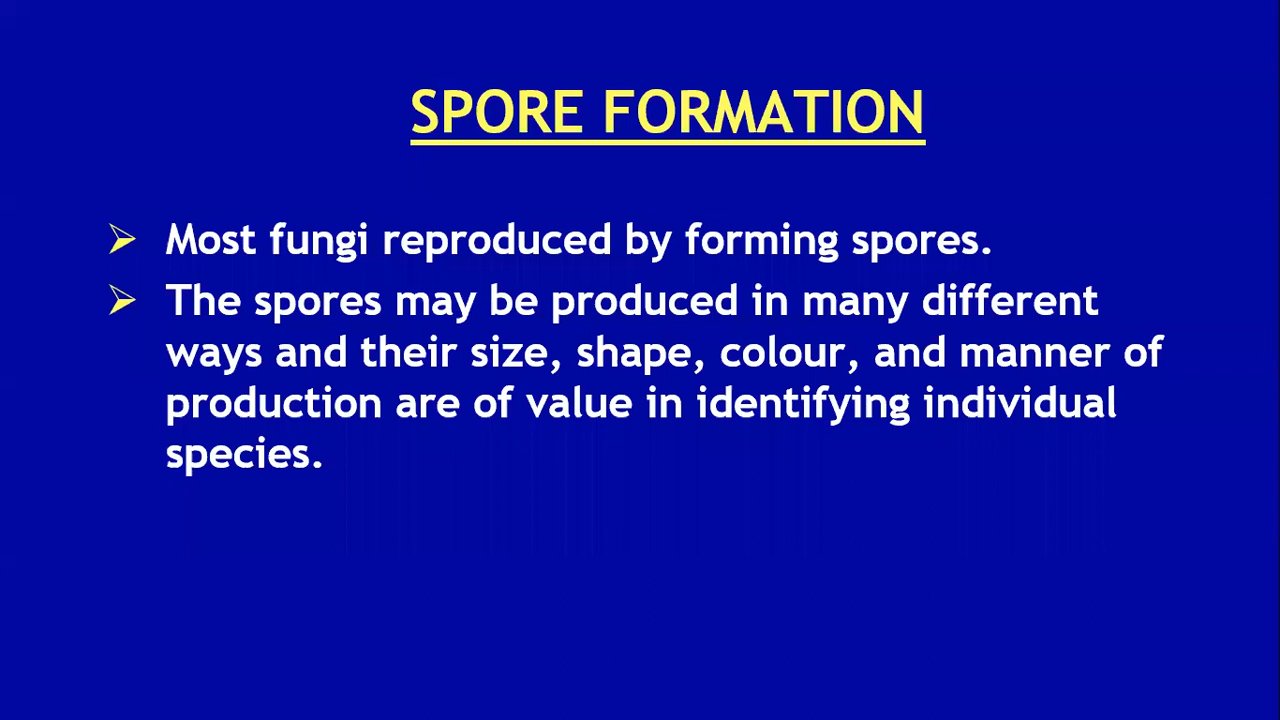 SPORE FORMATION
Most fungi reproduced by forming spores.
The spores may be produced in many different
ways and their size, shape, colour, and manner of
production are of value in identifying individual
species.